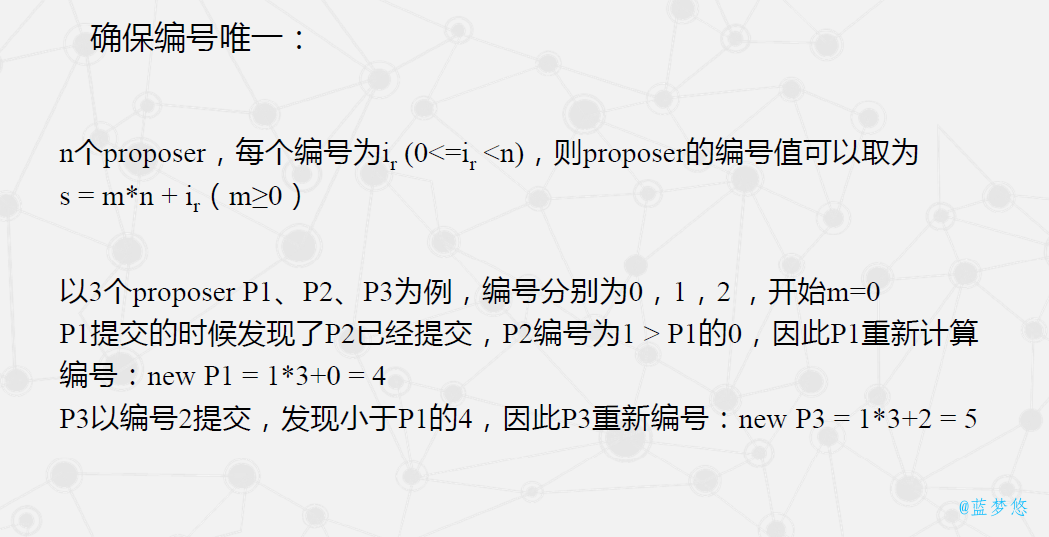 确保编号唯一：
n个proposer，每个编号为ir (0<=ir <n)，则proposer的编号值可以取为
s = m*n + ir（m≥0）
以3个proposer P1、P2、P3为例，编号分别为0，1，2 ，开始m=0
P1提交的时候发现了P2已经提交，P2编号为1 > P1的0，因此P1重新计算
编号：new P1 = 1*3+0 = 4
P3以编号2提交，发现小于P1的4，因此P3重新编号：new P3 = 1*3+2 = 5
@蓝梦悠